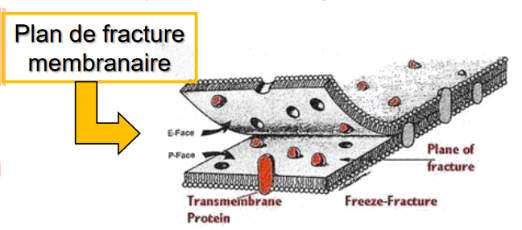 Plan de fracture
membranaire
E-Face
P-Face
Plane of
fracture
Transmembrane
Protein
Freeze-Fracture